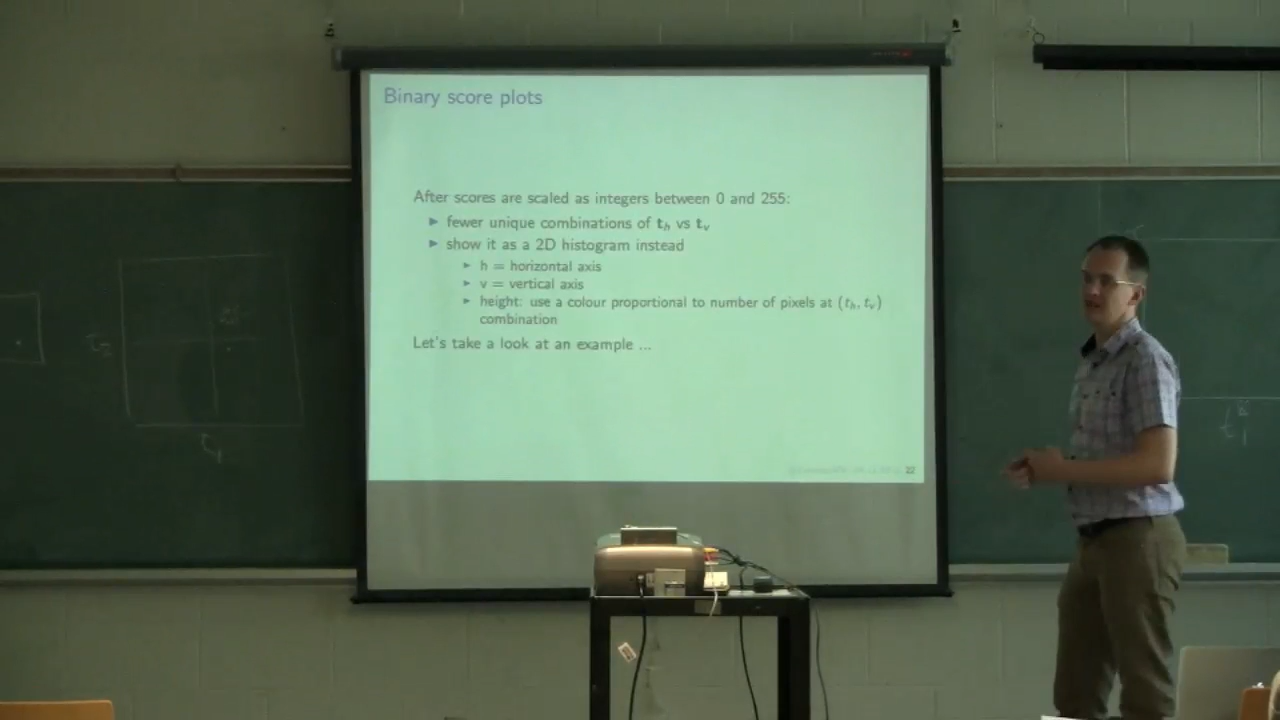 Binary score plots
After scores are scaled as integers between 0 and 255:
▶ fewer unique combinations of t_h vs t_v
▶ show it as a 2D histogram instead
▶ h = horizontal axis
▶ v = vertical axis
▶ height: use a colour proportional to number of pixels at (t_h, t_v)
combination
Let's take a look at an example ...
22